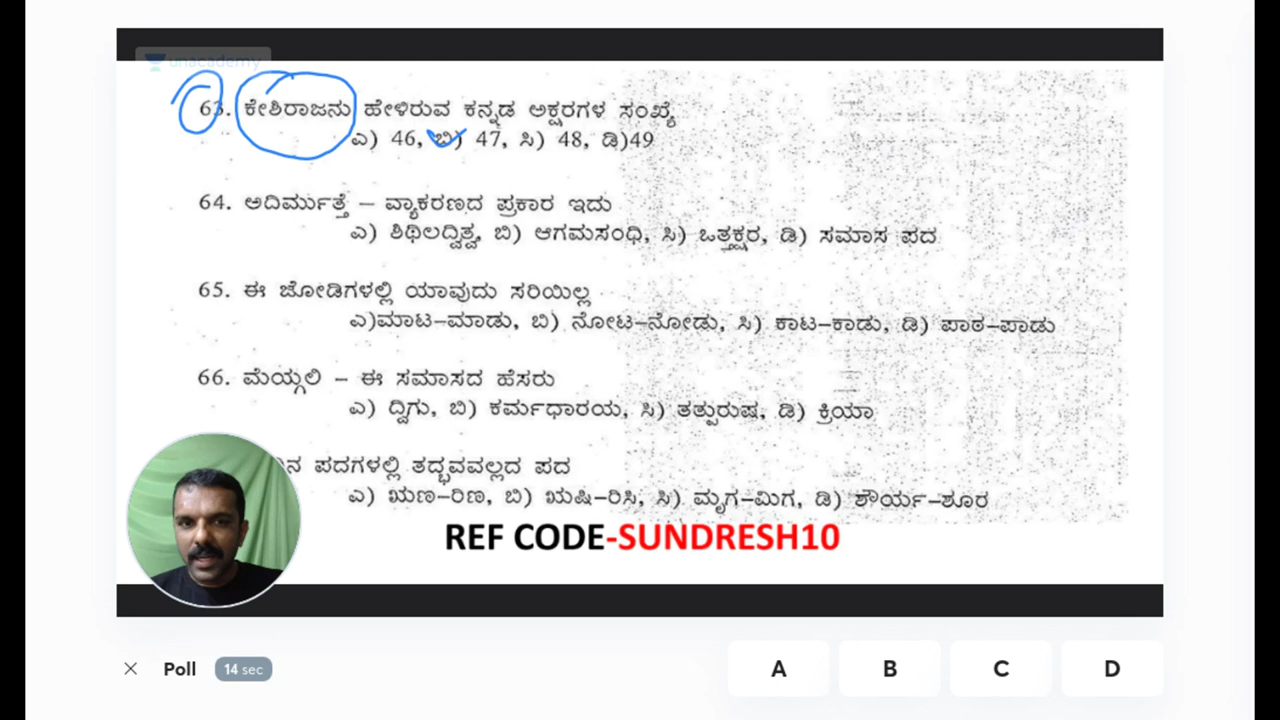 unacademy
63. ಕೇಶಿರಾಜನು ಹೇಳಿರುವ ಕನ್ನಡ ಅಕ್ಷರಗಳ ಸಂಖ್ಯೆ
ಎ) 46, ಬಿ) 47, ಸಿ) 48, ಡಿ)49
64. ಅದಿರ್ಮುತ್ತೆ – ವ್ಯಾಕರಣದ ಪ್ರಕಾರ ಇದು
ಎ) ಶಿಥಿಲದ್ವಿತ್ವ, ಬಿ) ಆಗಮಸಂಧಿ, ಸಿ) ಒತ್ತಕ್ಷರ, ಡಿ) ಸಮಾಸ ಪದ
65. ಈ ಜೋಡಿಗಳಲ್ಲಿ ಯಾವುದು ಸರಿಯಿಲ್ಲ
ಎ)ಮಾಟ–ಮಾಡು, ಬಿ) ನೋಟ–ನೋಡು, ಸಿ) ಕಾಟ–ಕಾಡು, ಡಿ) ಪಾಠ–ಪಾಡು
66. ಮೆಯ್ಗಲಿ – ಈ ಸಮಾಸದ ಹೆಸರು
ಎ) ದ್ವಿಗು, ಬಿ) ಕರ್ಮಧಾರಯ, ಸಿ) ತತ್ಪುರುಷ, ಡಿ) ಕ್ರಿಯಾ
ಪದಗಳಲ್ಲಿ ತದ್ಭವವಲ್ಲದ ಪದ
ಎ) ಋಣ–ರಿಣ, ಬಿ) ಋಷಿ–ರಿಸಿ, ಸಿ) ಮೃಗ–ಮಿಗ, ಡಿ) ಶೌರ್ಯ–ಶೂರ
REF CODE-SUNDRESH10
Poll 14 sec A B C D